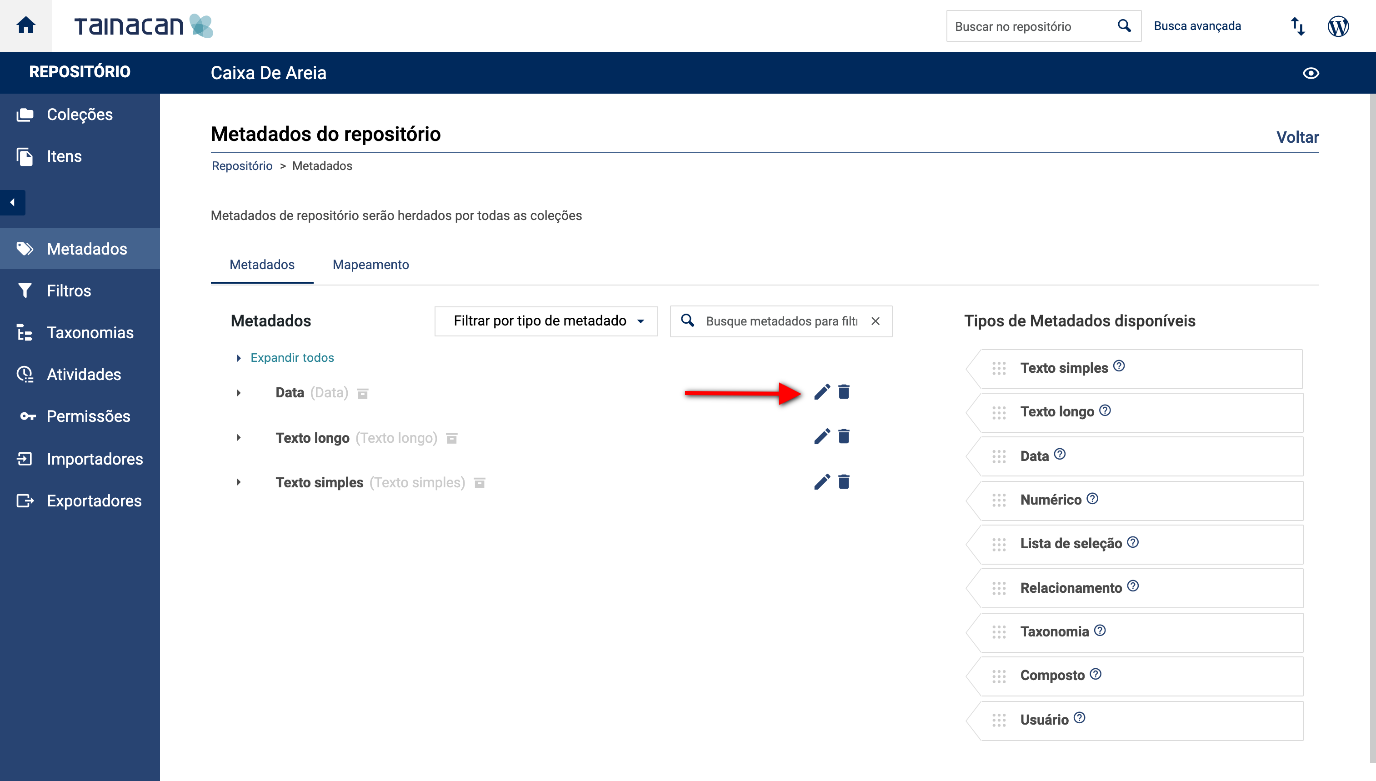 TAINACAN
Buscar no repositório
Busca avançada
REPOSITÓRIO
Caixa De Areia
Coleções
Itens
Metadados
Filtros
Taxonomias
Atividades
Permissões
Importadores
Exportadores
Metadados do repositório
Voltar
Repositório > Metadados
Metadados de repositório serão herdados por todas as coleções
Metadados Mapeamento
Metadados
Filtrar por tipo de metadado
Busque metadados para filt
Expandir todos
Data (Data)
Texto longo (Texto longo)
Texto simples (Texto simples)
Tipos de Metadados disponíveis
Texto simples
Texto longo
Data
Numérico
Lista de seleção
Relacionamento
Taxonomia
Composto
Usuário